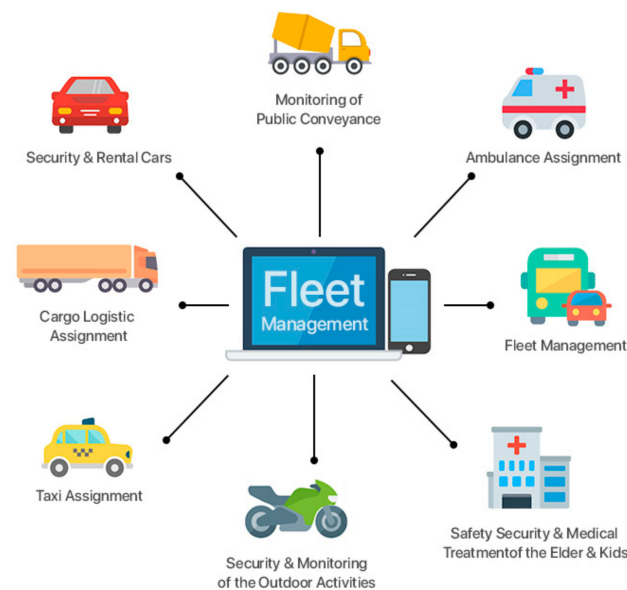 Monitoring of
Public Conveyance
Security & Rental Cars
Ambulance Assignment
Fleet
Management
Cargo Logistic
Assignment
Fleet Management
Taxi Assignment
Safety Security & Medical
Treatmentof the Elder & Kids
Security & Monitoring
of the Outdoor Activities